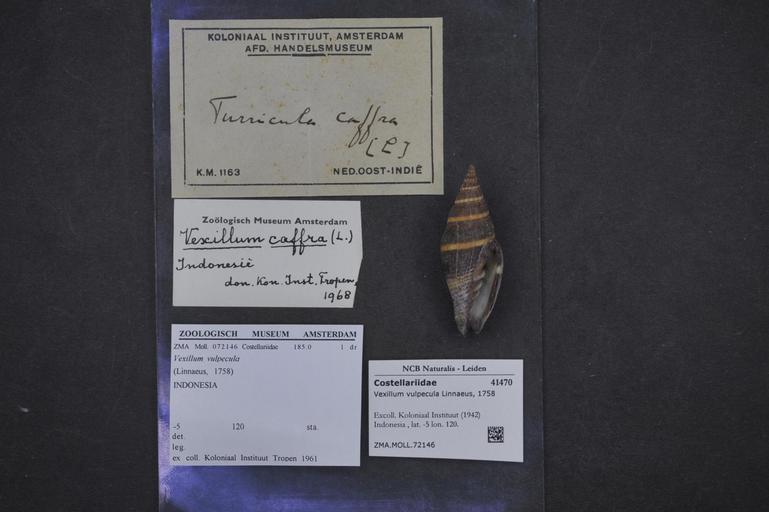 KOLONIAAL INSTITUUT, AMSTERDAM
AFD. HANDELSMUSEUM
Turricula caffra
[L]
K.M. 1163 NED.OOST-INDIË
Zoölogisch Museum Amsterdam
Vexillum caffra (L.)
Indonesië
don. Kon. Inst. Tropen,
1968
ZOOLOGISCH MUSEUM AMSTERDAM
ZMA Moll. 072146 Costellariidae 185.0 1 dr
Vexillum vulpecula
(Linnaeus, 1758)
INDONESIA
-5 120 sta.
det.
leg.
ex coll. Koloniaal Instituut Tropen 1961
NCB Naturalis - Leiden
Costellariidae 41470
Vexillum vulpecula Linnaeus, 1758
Excoll. Koloniaal Instituut (1942)
Indonesia , lat. -5 lon. 120.
ZMA.MOLL.72146